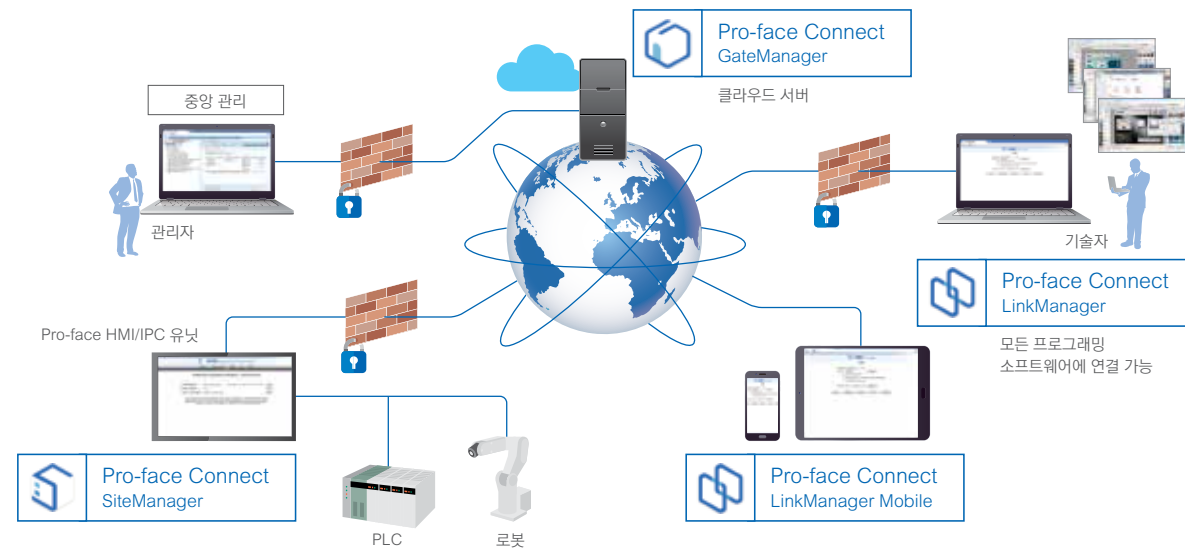 Pro-face Connect
GateManager
클라우드 서버
중앙 관리
관리자
기술자
Pro-face Connect
LinkManager
모든 프로그래밍
소프트웨어에 연결 가능
Pro-face HMI/IPC 유닛
Pro-face Connect
SiteManager
PLC
로봇
Pro-face Connect
LinkManager Mobile